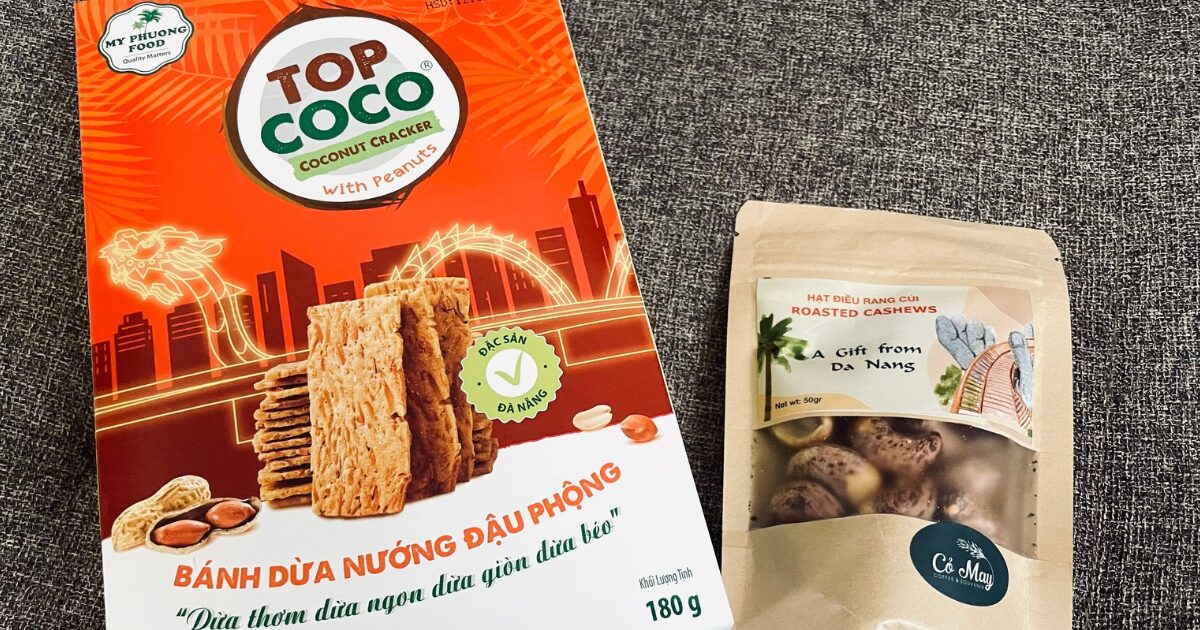 MY PHUONG
FOOD
Quality Matters
TOP
COCO®
COCONUT CRACKER
With Peanuts
ĐẶC SẢN
ĐÀ NẴNG
BÁNH DỪA NƯỚNG ĐẬU PHỘNG
"Dừa thơm dừa ngon dừa giòn dừa béo"
Khối Lượng Tịnh
180 g
HẠT ĐIỀU RANG CỦI
ROASTED CASHEWS
A Gift from
Da Nang
Net wt: 50gr
Cỏ May
COFFEE & SOUVENIR